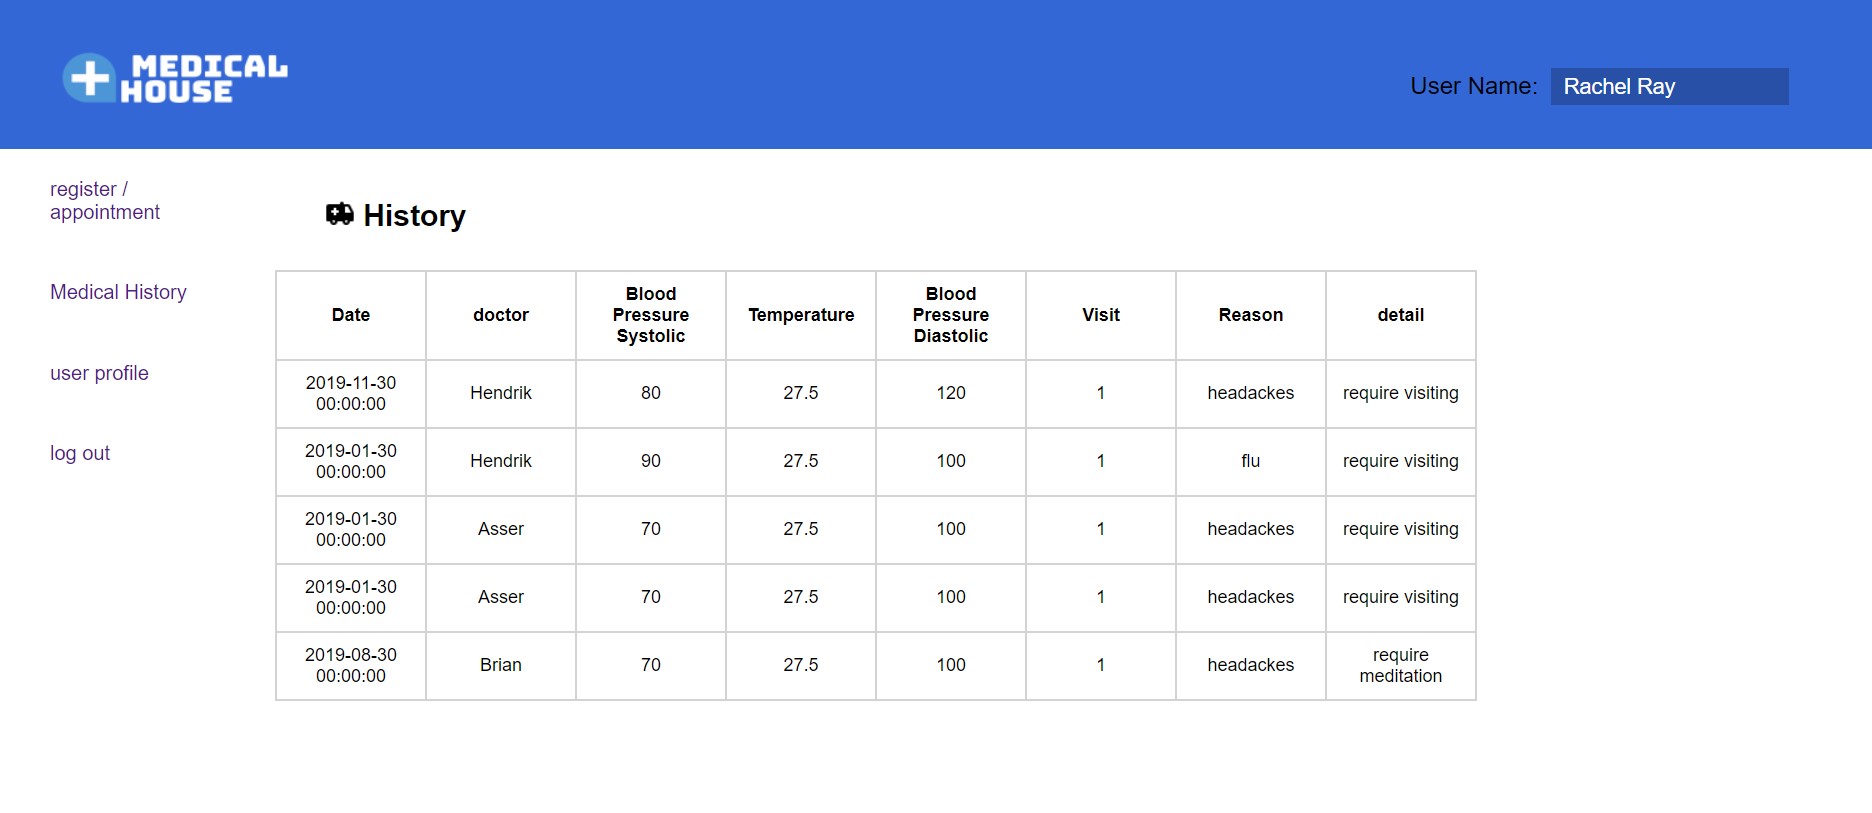 MEDICAL
HOUSE
User Name: Rachel Ray
register /
appointment
Medical History
user profile
log out
History
Date doctor Blood Pressure Systolic Temperature Blood Pressure Diastolic Visit Reason detail
2019-11-30 00:00:00 Hendrik 80 27.5 120 1 headackes require visiting
2019-01-30 00:00:00 Hendrik 90 27.5 100 1 flu require visiting
2019-01-30 00:00:00 Asser 70 27.5 100 1 headackes require visiting
2019-01-30 00:00:00 Asser 70 27.5 100 1 headackes require visiting
2019-08-30 00:00:00 Brian 70 27.5 100 1 headackes require meditation